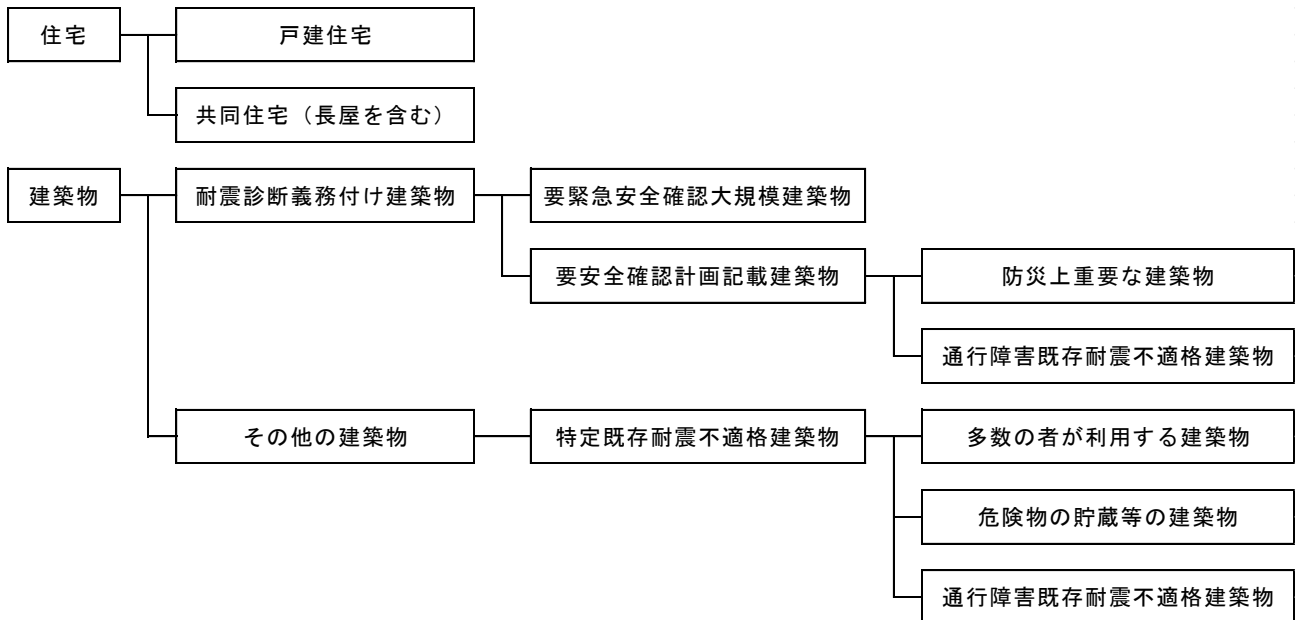 住宅
戸建住宅
共同住宅（長屋を含む）
建築物
耐震診断義務付け建築物
要緊急安全確認大規模建築物
要安全確認計画記載建築物
防災上重要な建築物
通行障害既存耐震不適格建築物
その他の建築物
特定既存耐震不適格建築物
多数の者が利用する建築物
危険物の貯蔵等の建築物
通行障害既存耐震不適格建築物